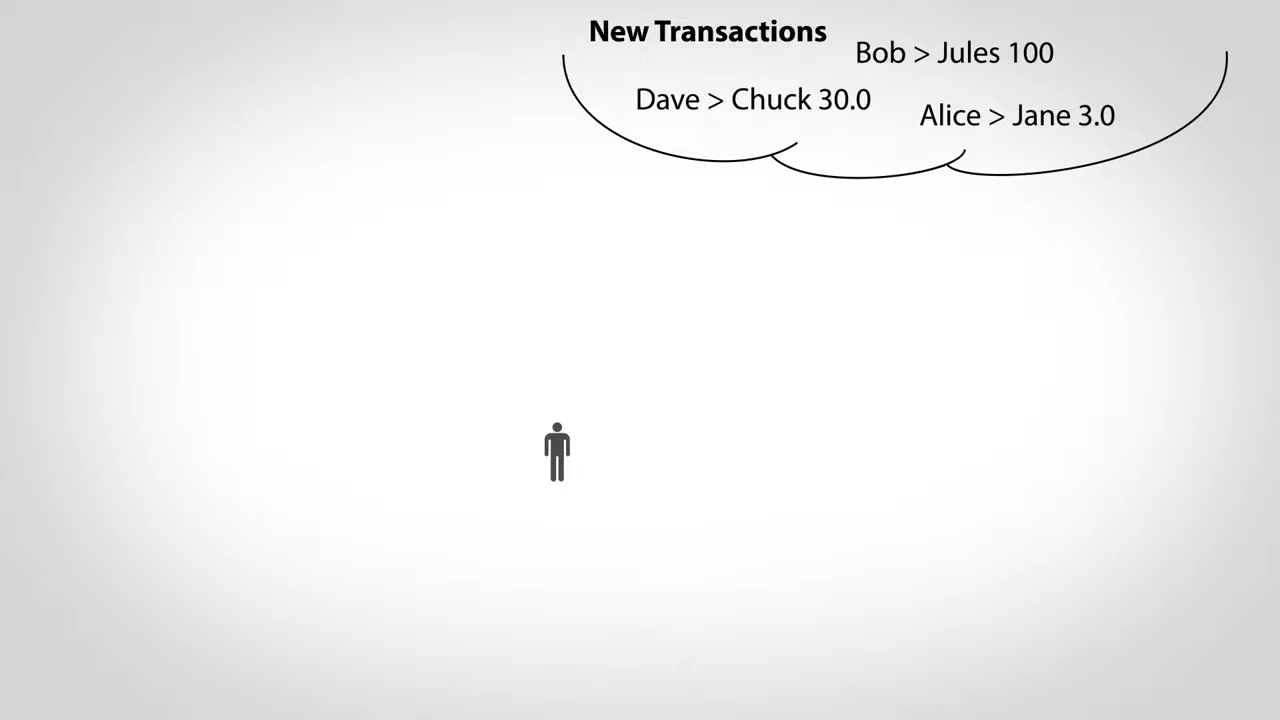 New Transactions
Bob > Jules 100
Dave > Chuck 30.0
Alice > Jane 3.0